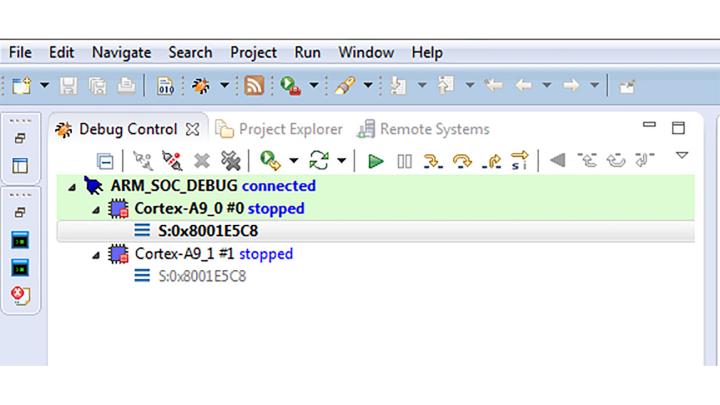 File Edit Navigate Search Project Run Window Help
010
Debug Control Project Explorer Remote Systems
ARM_SOC_DEBUG connected
Cortex-A9_0 #0 stopped
S:0x8001E5C8
Cortex-A9_1 #1 stopped
S:0x8001E5C8